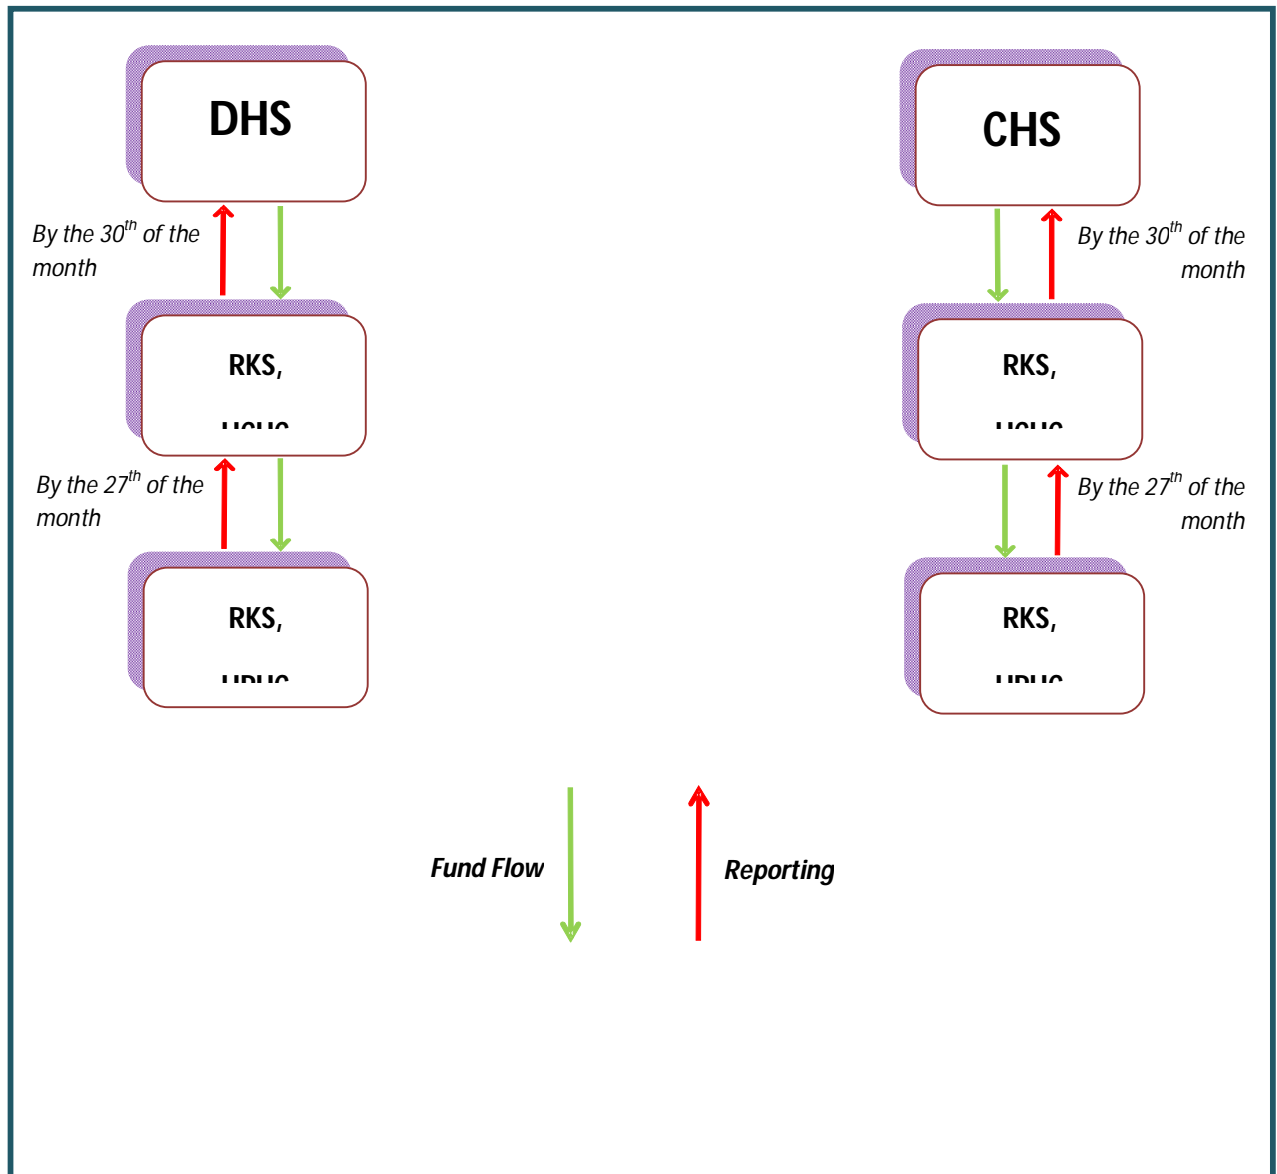 DHS
CHS
By the 30th of the
month
By the 30th of the
month
RKS,
RKS,
By the 27th of the
month
By the 27th of the
month
RKS,
RKS,
Fund Flow
Reporting